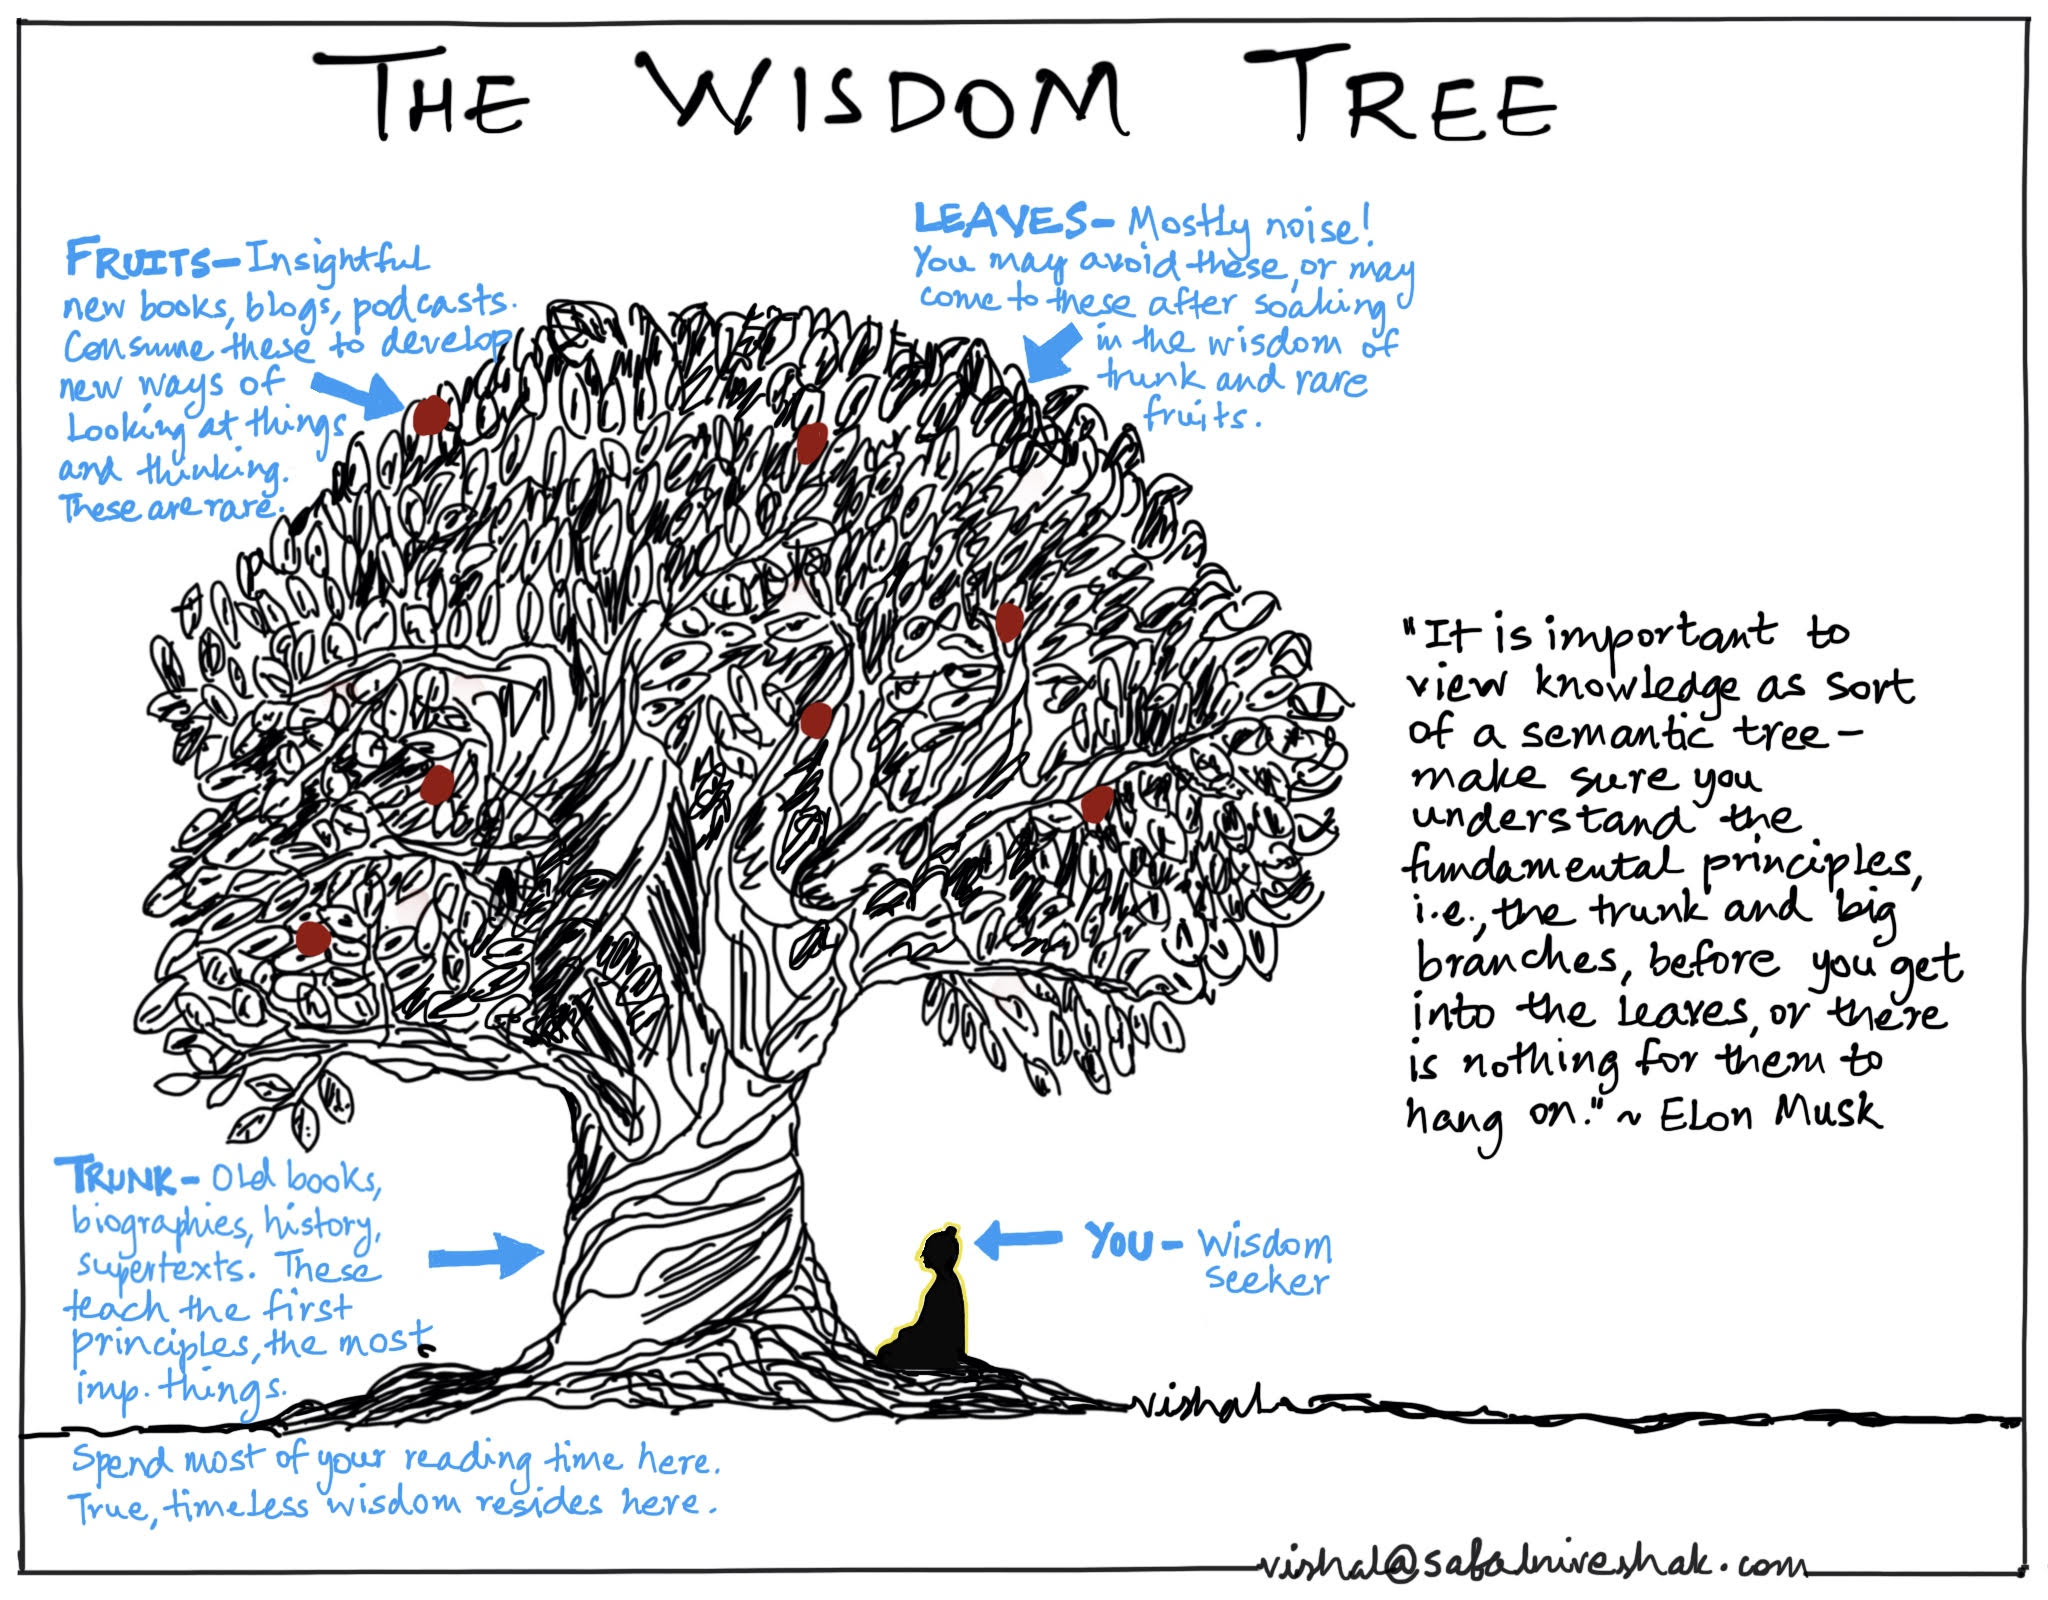 THE WISDOM TREE
FRUITS- Insightful
new books, blogs, podcasts.
Consume these to develop
new ways of
Looking at things
and thinking.
These are rare.
LEAVES- Mostly noise!
You may avoid these, or may
come to these after soaking
in the wisdom of
trunk and rare
fruits.
"It is important to
view knowledge as sort
of a semantic tree-
make sure you
understand the
fundamental principles,
i.e., the trunk and big
branches, before you get
into the leaves, or there
is nothing for them to
hang on." ~ Elon Musk
TRUNK- Old books,
biographies, history,
supertexts. These
teach the first
principles, the most
imp. things.
YOU- Wisdom
Seeker
vishal
Spend most of your reading time here.
True, timeless wisdom resides here.
vishal@safalniveshak.com